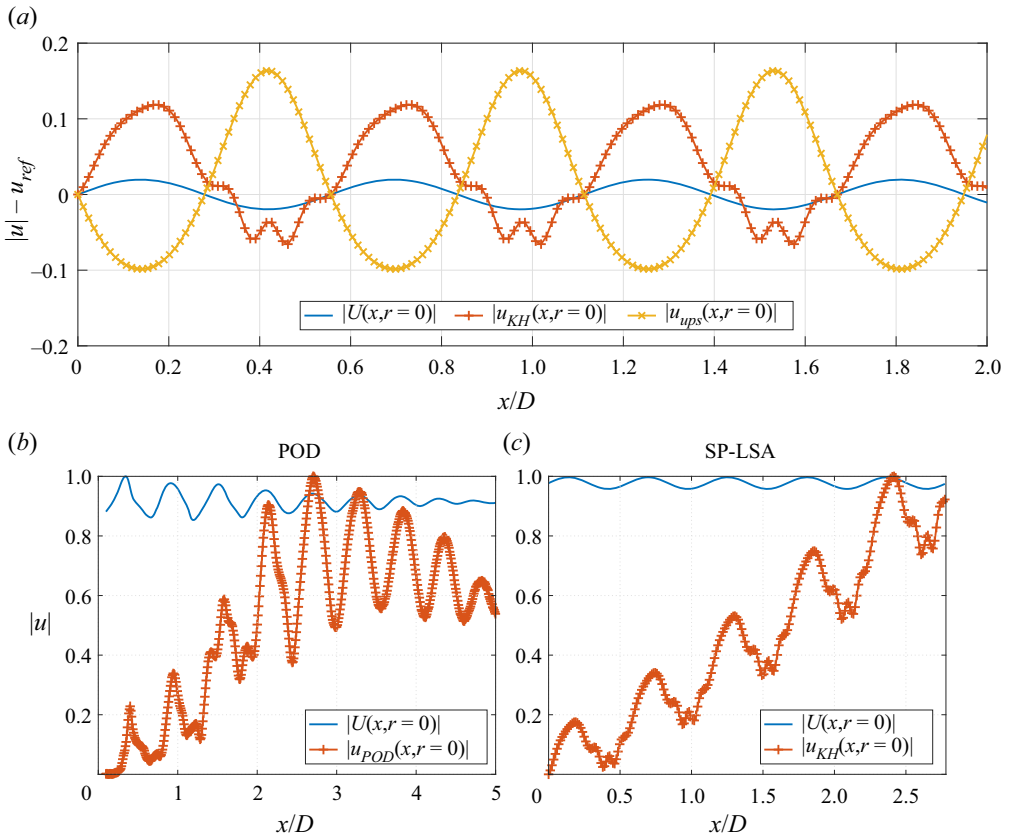 (a)
0.2
0.1
0
−0.1
−0.2
|u| − u_ref
|U(x,r = 0)| |u_KH(x,r = 0)| |u_ups(x,r = 0)|
0 0.2 0.4 0.6 0.8 1.0 1.2 1.4 1.6 1.8 2.0
x/D
(b) POD
1.0
0.8
0.6
0.4
0.2
|u|
|U(x,r = 0)|
|u_POD(x,r = 0)|
0 1 2 3 4 5
x/D
(c) SP-LSA
1.0
0.8
0.6
0.4
0.2
|U(x,r = 0)|
|u_KH(x,r = 0)|
0 0.5 1.0 1.5 2.0 2.5
x/D